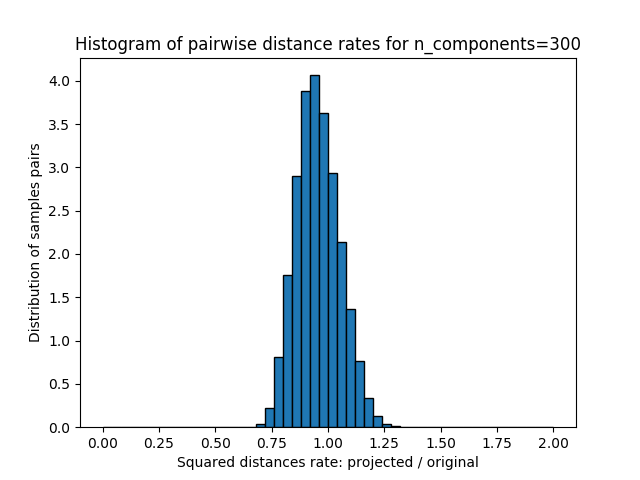 Histogram of pairwise distance rates for n_components=300
4.0
3.5
3.0
2.5
2.0
1.5
1.0
0.5
0.0
Distribution of samples pairs
0.00 0.25 0.50 0.75 1.00 1.25 1.50 1.75 2.00
Squared distances rate: projected / original